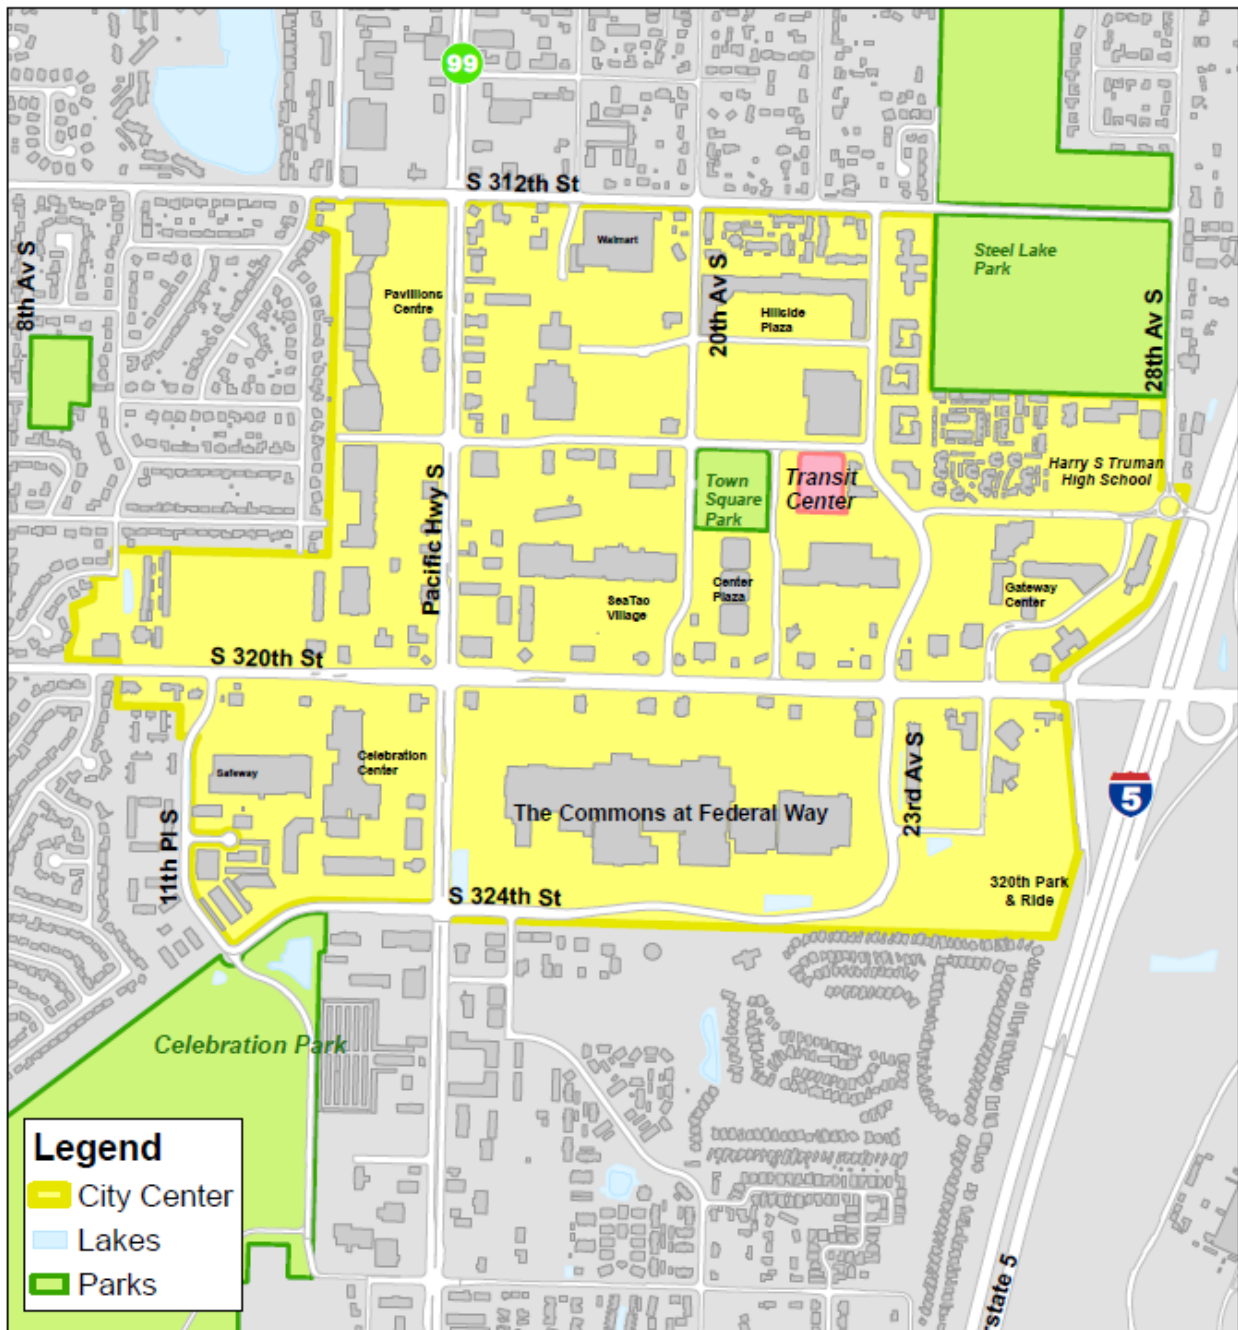 99
S 312th St
8th Av S
Walmart
Steel Lake
Park
Pavillions
Centre
20th Av S
Hillside
Plaza
28th Av S
Pacific Hwy S
Town
Square
Park
Transit
Center
Harry S Truman
High School
SeaTac
Village
Center
Plaza
Gateway
Center
S 320th St
Safeway
Celebration
Center
The Commons at Federal Way
23rd Av S
5
11th Pl S
S 324th St
320th Park
& Ride
Celebration Park
Legend
City Center
Lakes
Parks
rstate 5